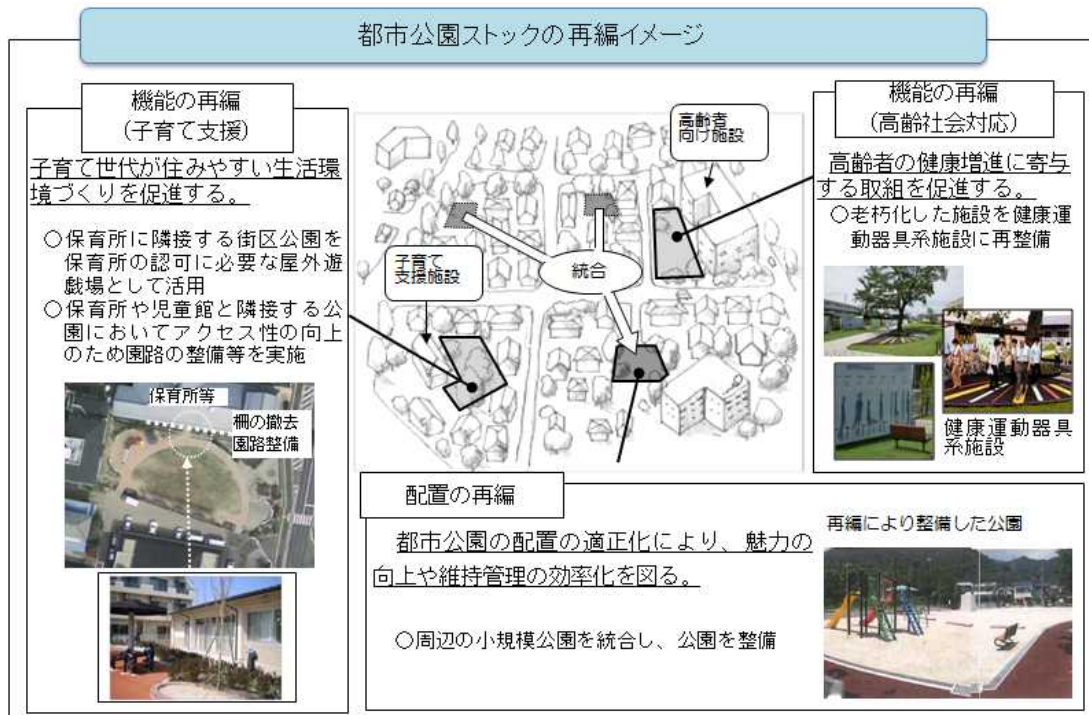 都市公園ストックの再編イメージ
機能の再編
（子育て支援）
子育て世代が住みやすい生活環
境づくりを促進する。
○保育所に隣接する街区公園を
保育所の認可に必要な屋外遊
戯場として活用
○保育所や児童館と隣接する公
園においてアクセス性の向上
のため園路の整備等を実施
保育所等
柵の撤去
園路整備
高齢者
向け施設
子育て
支援施設
統合
機能の再編
（高齢社会対応）
高齢者の健康増進に寄与
する取組を促進する。
○老朽化した施設を健康運
動器具系施設に再整備
健康運動器具
系施設
配置の再編
都市公園の配置の適正化により、魅力の
向上や維持管理の効率化を図る。
○周辺の小規模公園を統合し、公園を整備
再編により整備した公園